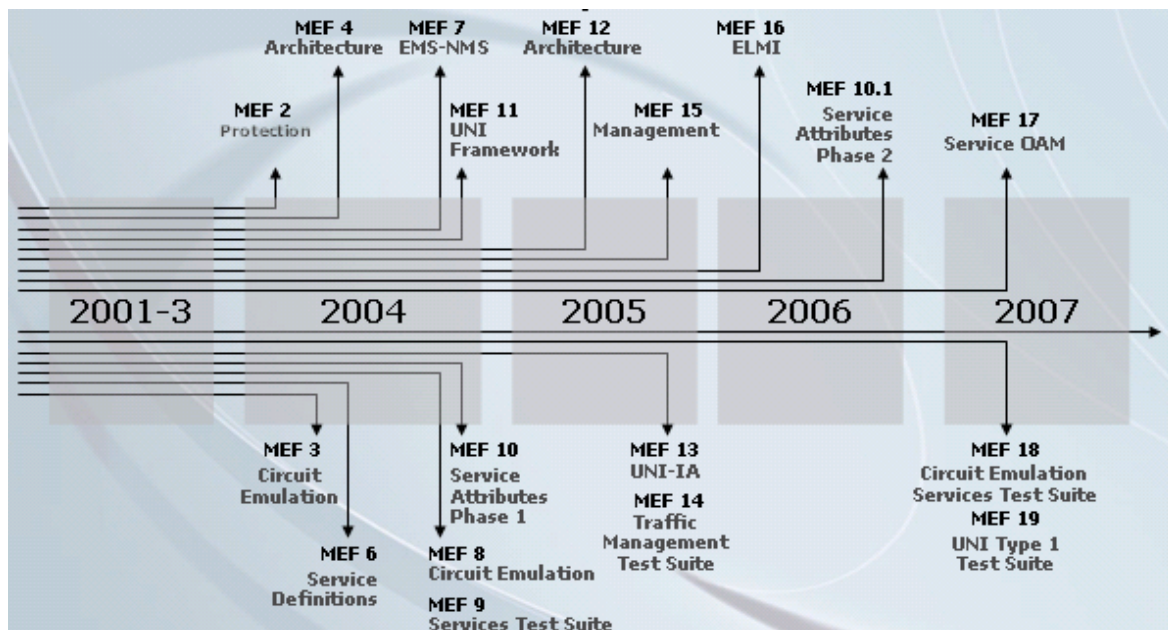 MEF 4
Architecture
MEF 7
EMS-NMS
MEF 12
Architecture
MEF 16
ELMI
MEF 2
Protection
MEF 11
UNI
Framework
MEF 15
Management
MEF 10.1
Service
Attributes
Phase 2
MEF 17
Service OAM
2001-3
2004
2005
2006
2007
MEF 3
Circuit
Emulation
MEF 10
Service
Attributes
Phase 1
MEF 13
UNI-IA
MEF 14
Traffic
Management
Test Suite
MEF 18
Circuit Emulation
Services Test Suite
MEF 19
UNI Type 1
Test Suite
MEF 6
Service
Definitions
MEF 8
Circuit Emulation
MEF 9
Services Test Suite